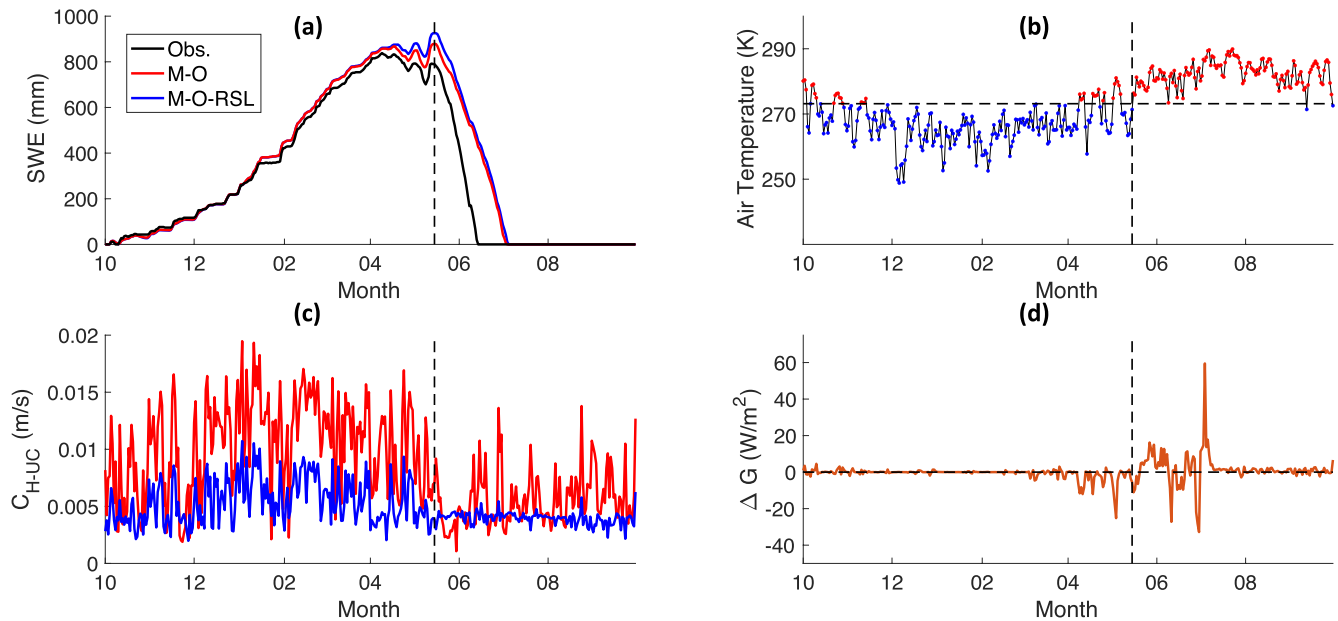 (a)
1000
800
600
400
200
0
SWE (mm)
Obs.
M-O
M-O-RSL
10 12 02 04 06 08
Month
(b)
290
270
250
Air Temperature (K)
10 12 02 04 06 08
Month
(c)
0.02
0.015
0.01
0.005
0
C_H-UC (m/s)
10 12 02 04 06 08
Month
(d)
60
40
20
0
-20
-40
Δ G (W/m²)
10 12 02 04 06 08
Month